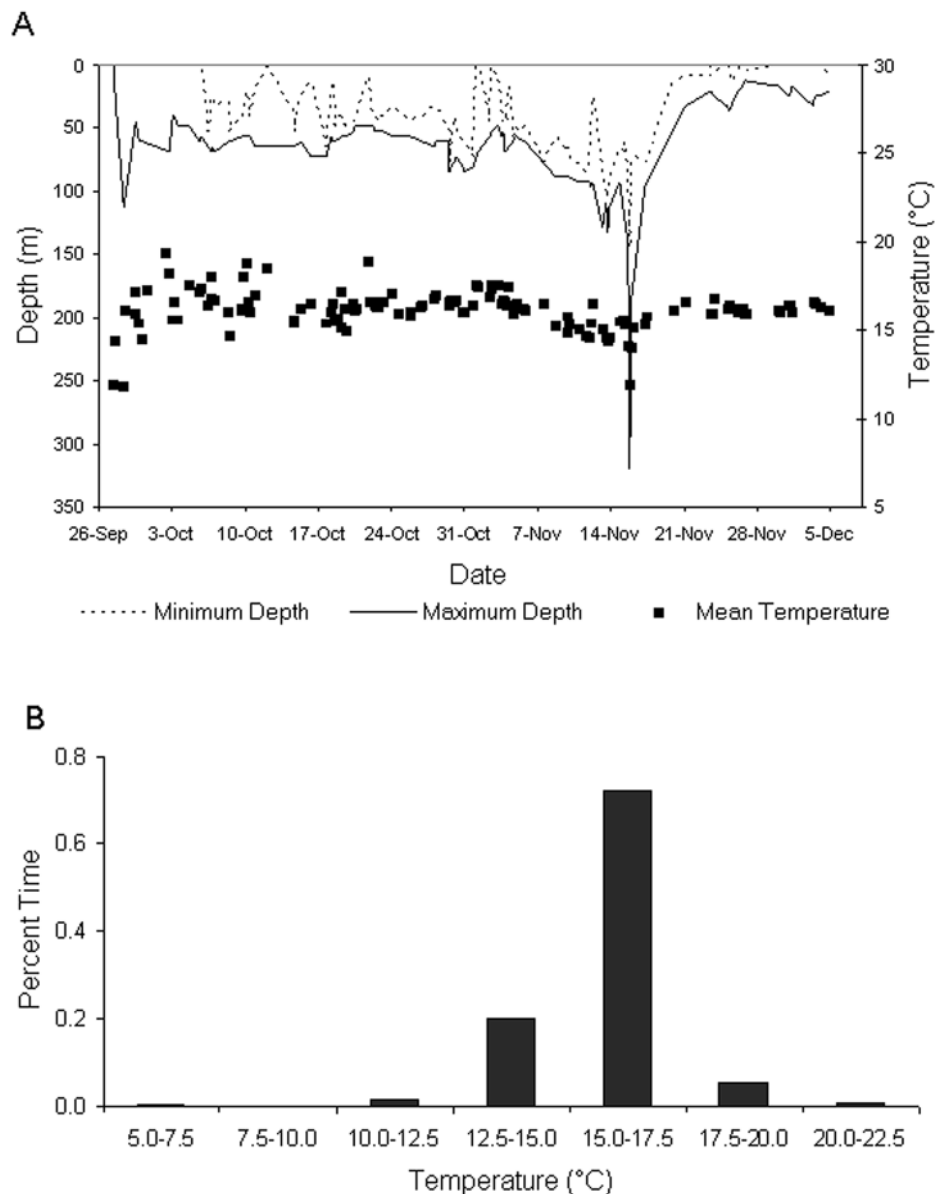 A
0 30
50 25
100
150 20
200 15
250
300 10
350 5
Depth (m)
Temperature (°C)
26-Sep 3-Oct 10-Oct 17-Oct 24-Oct 31-Oct 7-Nov 14-Nov 21-Nov 28-Nov 5-Dec
Date
Minimum Depth Maximum Depth Mean Temperature
B
0.8
0.6
0.4
0.2
0.0
Percent Time
5.0-7.5 7.5-10.0 10.0-12.5 12.5-15.0 15.0-17.5 17.5-20.0 20.0-22.5
Temperature (°C)